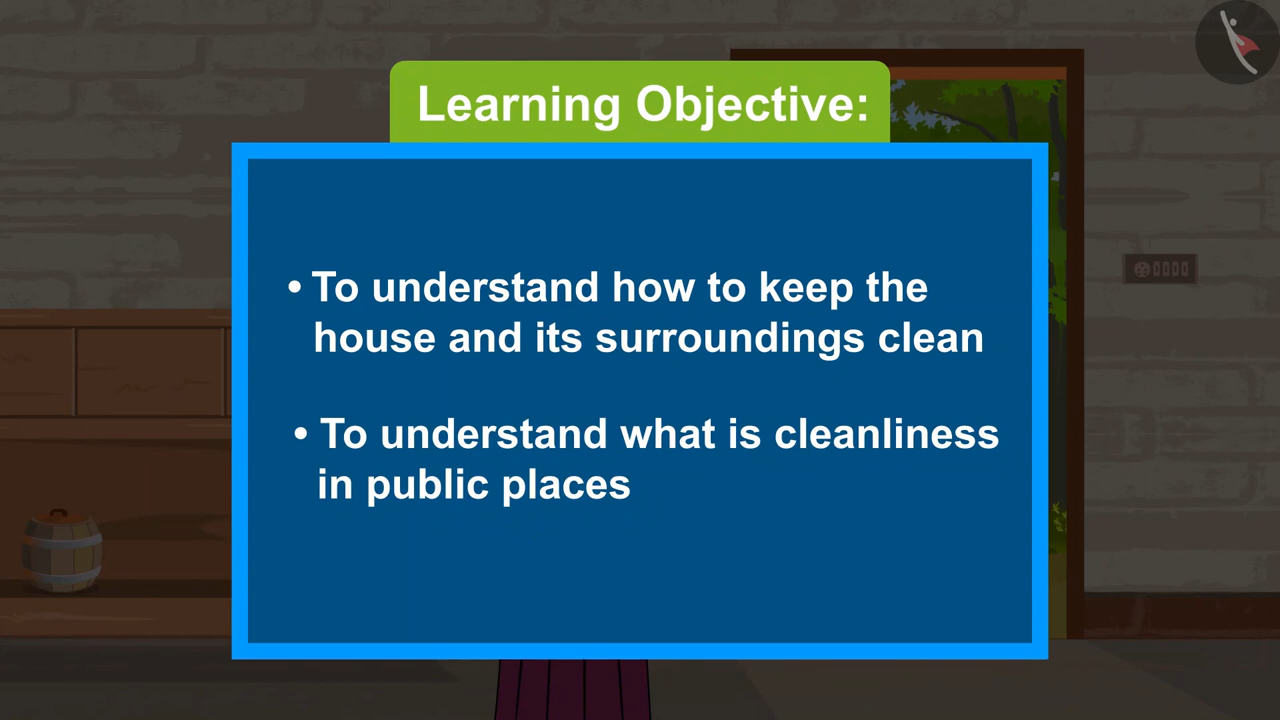 Learning Objective:
• To understand how to keep the
house and its surroundings clean
• To understand what is cleanliness
in public places